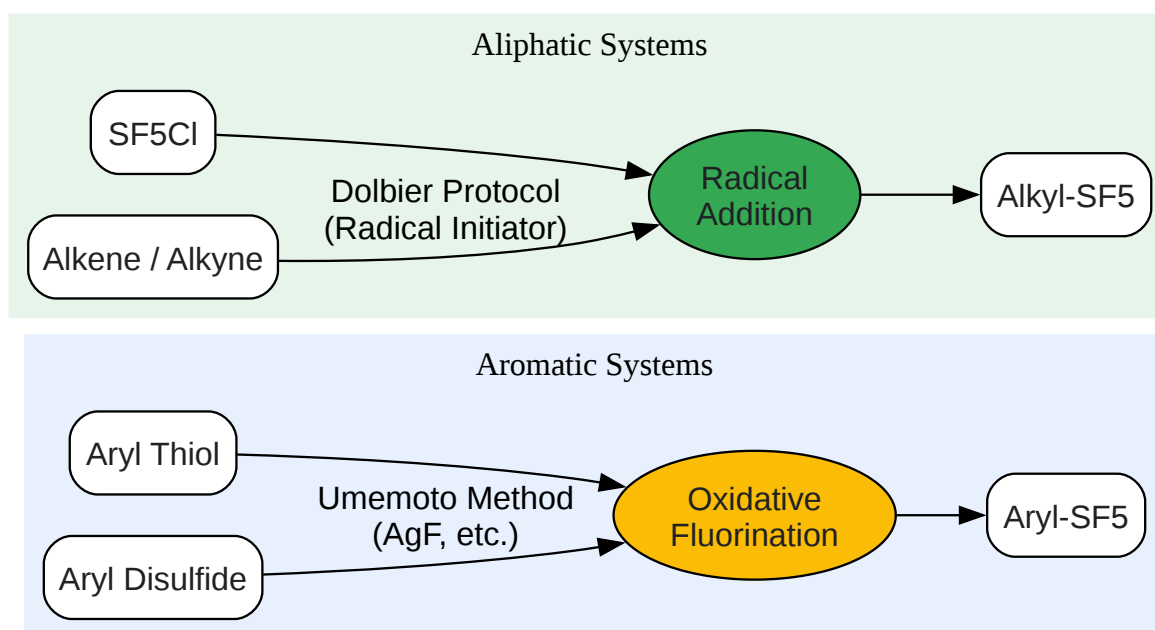 Aliphatic Systems
SF5Cl
Dolbier Protocol
(Radical Initiator)
Alkene / Alkyne
Radical
Addition
Alkyl-SF5
Aromatic Systems
Aryl Thiol
Umemoto Method
(AgF, etc.)
Aryl Disulfide
Oxidative
Fluorination
Aryl-SF5